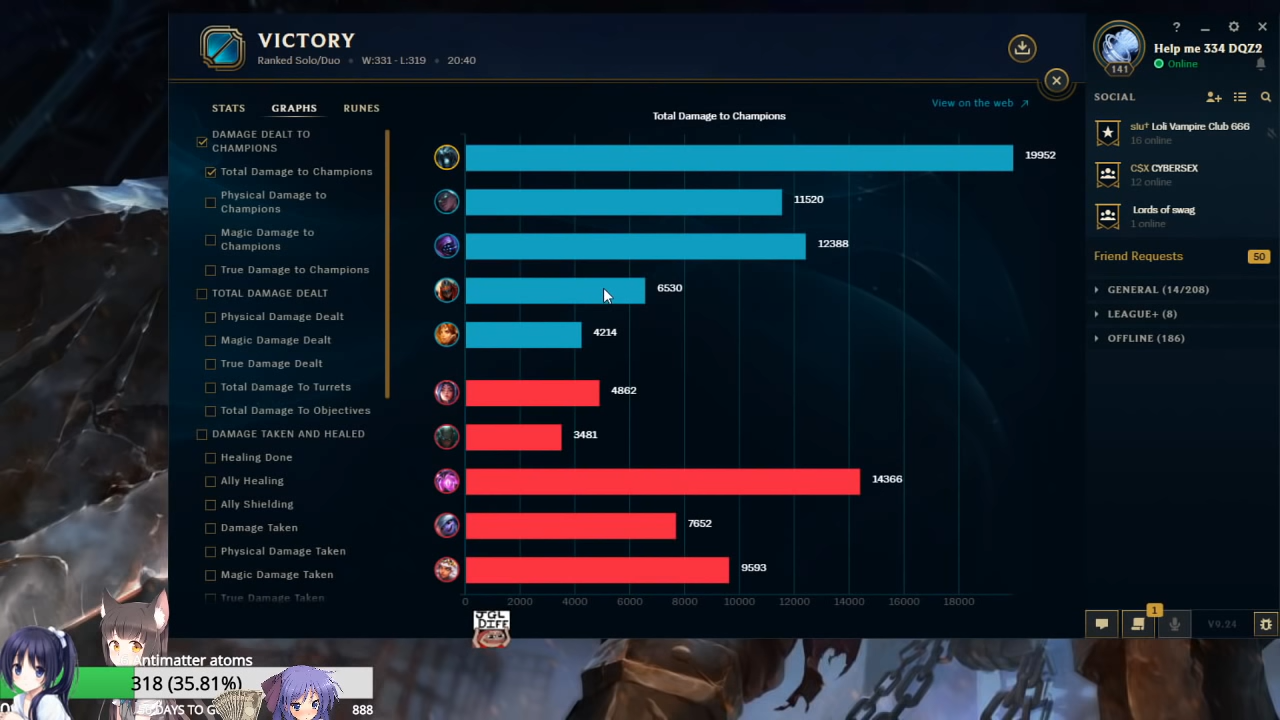 VICTORY
Ranked Solo/Duo • W:331 - L:319 • 20:40
STATS GRAPHS RUNES
View on the web
DAMAGE DEALT TO
CHAMPIONS
Total Damage to Champions
Physical Damage to
Champions
Magic Damage to
Champions
True Damage to Champions
TOTAL DAMAGE DEALT
Physical Damage Dealt
Magic Damage Dealt
True Damage Dealt
Total Damage To Turrets
Total Damage To Objectives
DAMAGE TAKEN AND HEALED
Healing Done
Ally Healing
Ally Shielding
Damage Taken
Physical Damage Taken
Magic Damage Taken
True Damage Taken
Total Damage to Champions
19952
11520
12388
6530
4214
4862
3481
14366
7652
9593
0 2000 4000 6000 8000 10000 12000 14000 16000 18000
JGL
DIFF
?
141
Help me 334 DQZ2
Online
SOCIAL
slu† Loli Vampire Club 666
16 online
C$X CYBERSEX
12 online
Lords of swag
1 online
Friend Requests 50
GENERAL (14/208)
LEAGUE+ (8)
OFFLINE (186)
1
V9.24
Antimatter atoms
318 (35.81%)
DAYS TO G
888